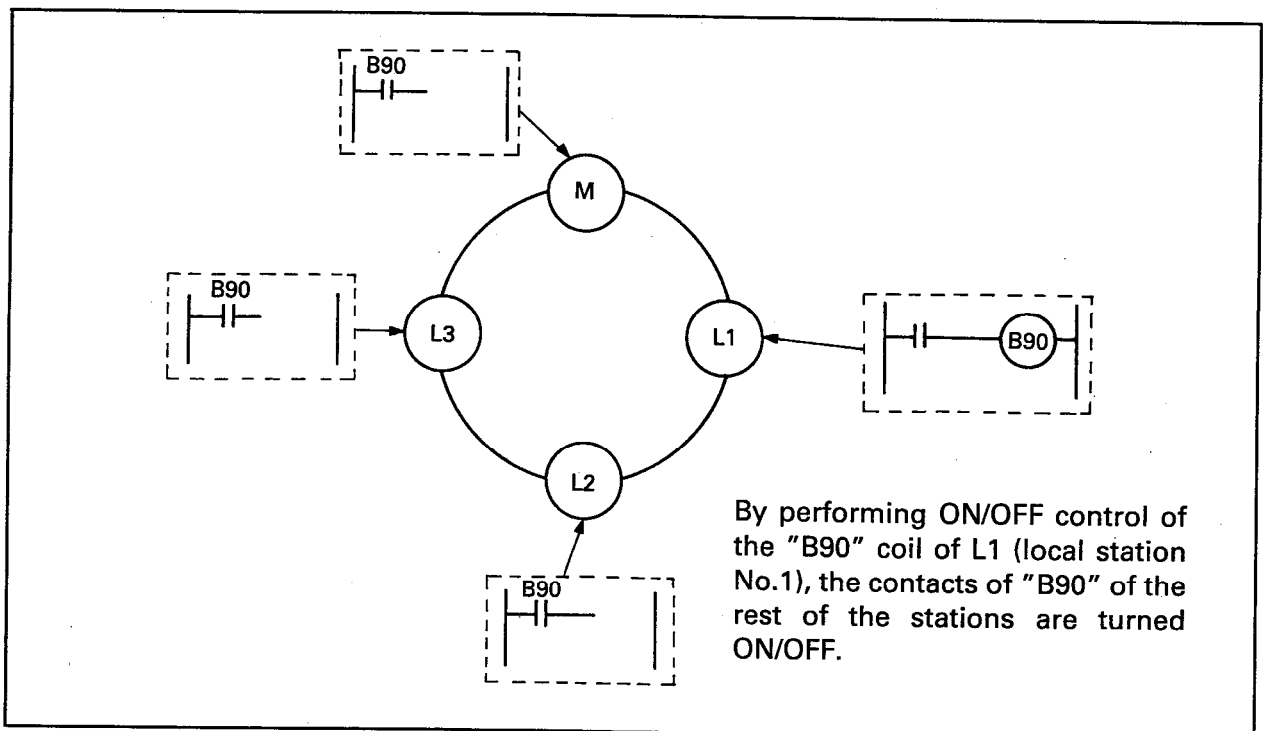 B90
M
B90
L3
L1
B90
L2
B90
By performing ON/OFF control of
the "B90" coil of L1 (local station
No.1), the contacts of "B90" of the
rest of the stations are turned
ON/OFF.